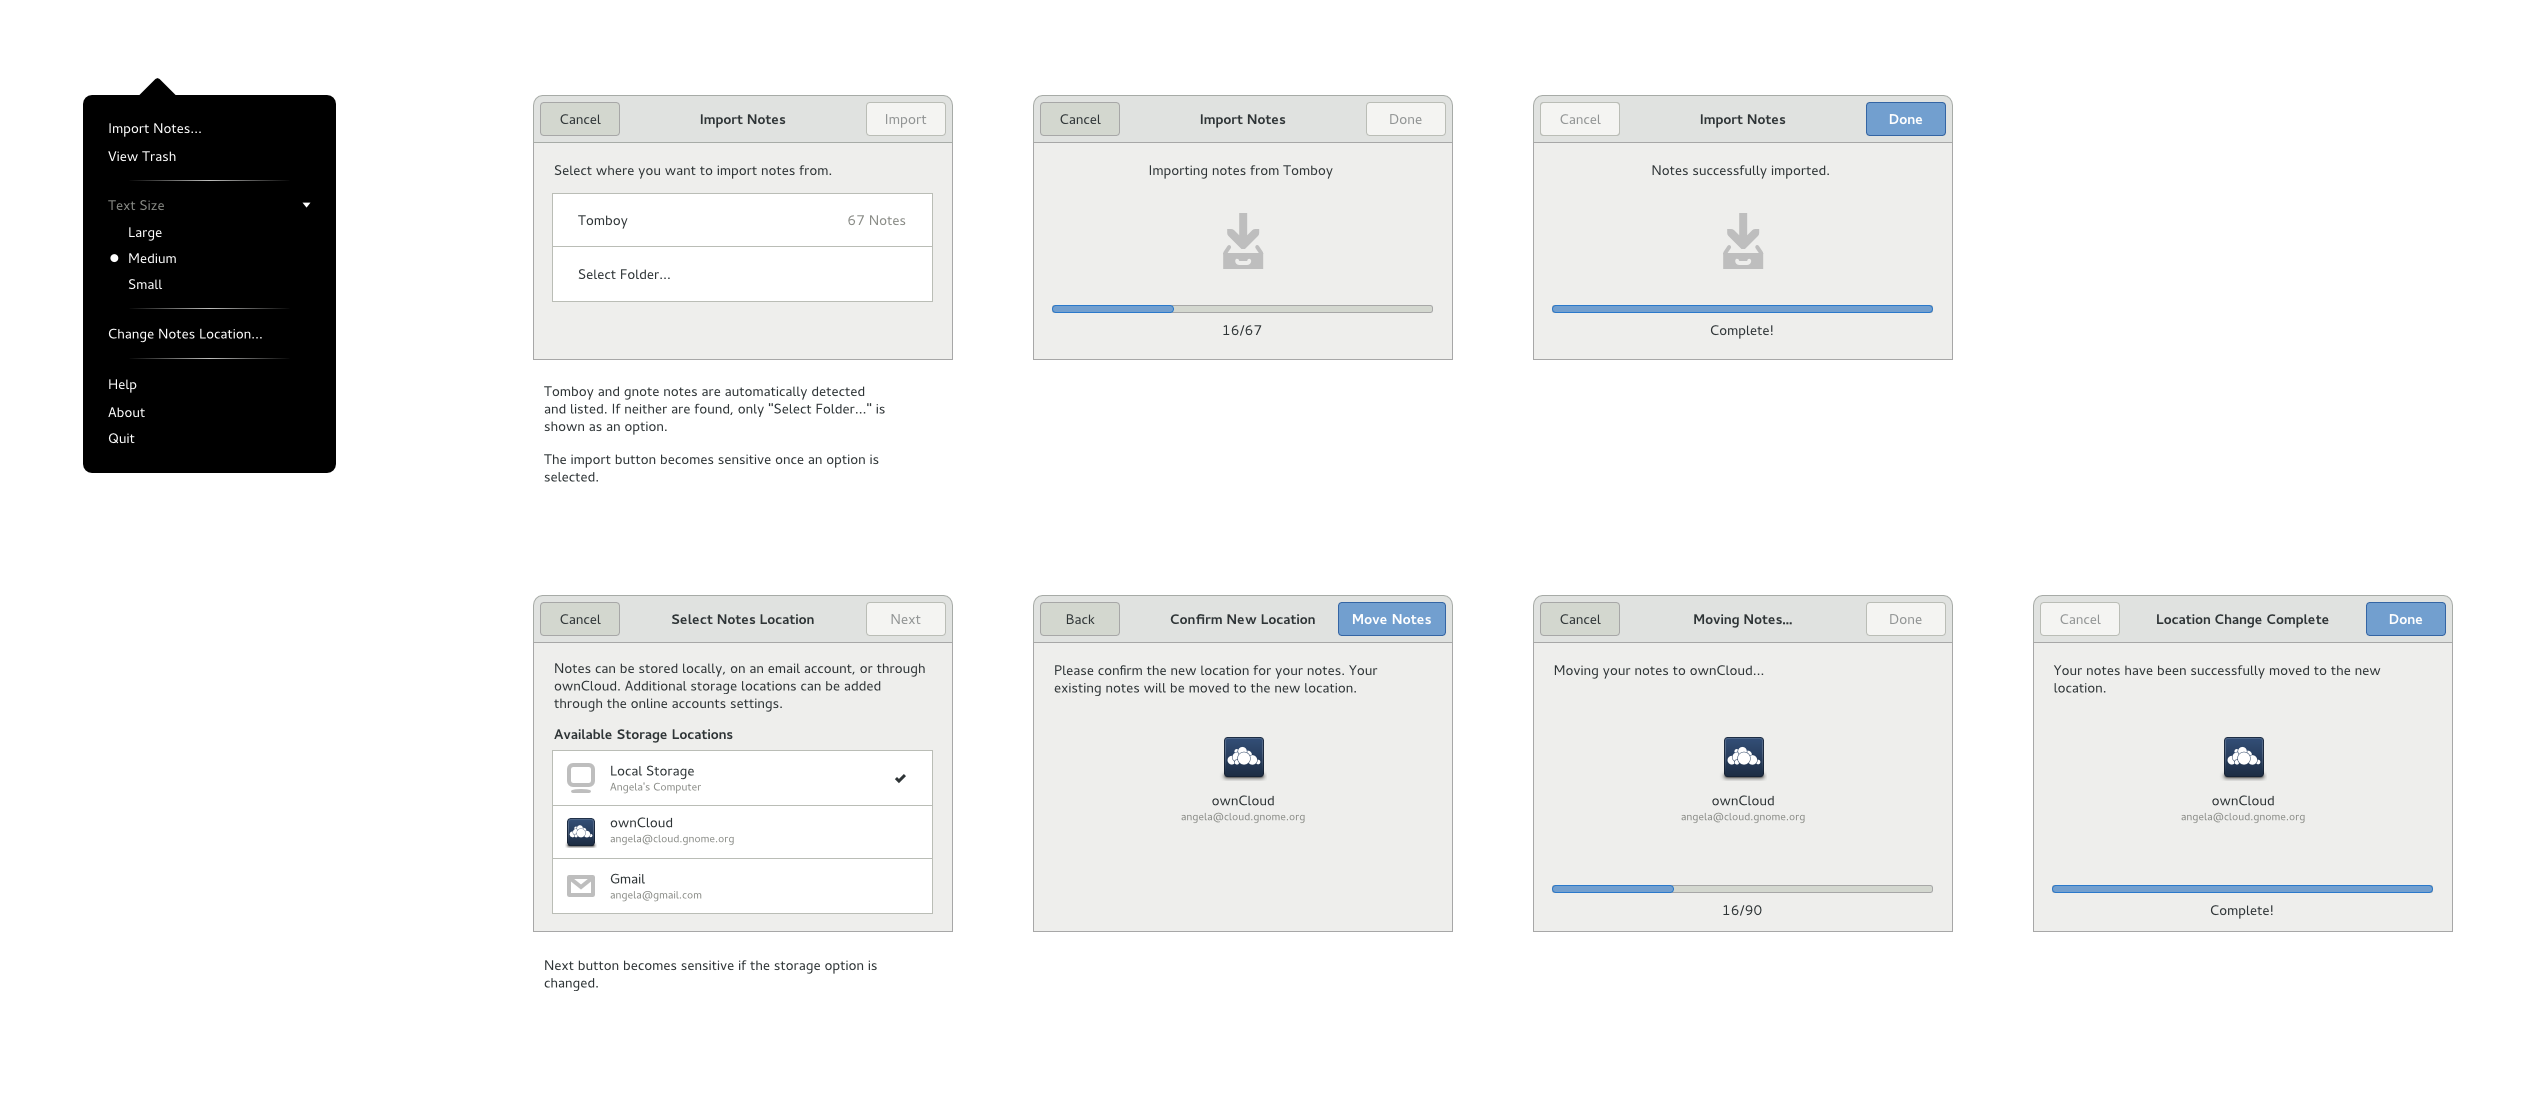 Import Notes...
View Trash
Text Size
Large
Medium
Small
Change Notes Location...
Help
About
Quit
Cancel
Import Notes
Import
Select where you want to import notes from.
Tomboy
67 Notes
Select Folder...
Tomboy and gnote notes are automatically detected
and listed. If neither are found, only "Select Folder..." is
shown as an option.
The import button becomes sensitive once an option is
selected.
Cancel
Import Notes
Done
Importing notes from Tomboy
16/67
Cancel
Import Notes
Done
Notes successfully imported.
Complete!
Cancel
Select Notes Location
Next
Notes can be stored locally, on an email account, or through
ownCloud. Additional storage locations can be added
through the online accounts settings.
Available Storage Locations
Local Storage
Angela's Computer
ownCloud
angela@cloud.gnome.org
Gmail
angela@gmail.com
Next button becomes sensitive if the storage option is
changed.
Back
Confirm New Location
Move Notes
Please confirm the new location for your notes. Your
existing notes will be moved to the new location.
ownCloud
angela@cloud.gnome.org
Cancel
Moving Notes...
Done
Moving your notes to ownCloud...
ownCloud
angela@cloud.gnome.org
16/90
Cancel
Location Change Complete
Done
Your notes have been successfully moved to the new
location.
ownCloud
angela@cloud.gnome.org
Complete!